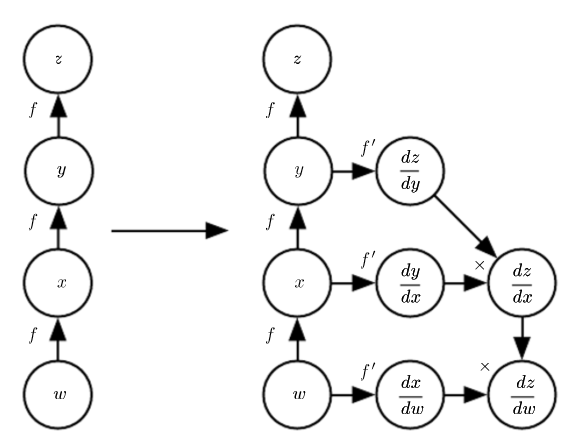 z z
f f
y y f′ dz/dy
f f
x x f′ dy/dx × dz/dx
f f
w w f′ dx/dw × dz/dw